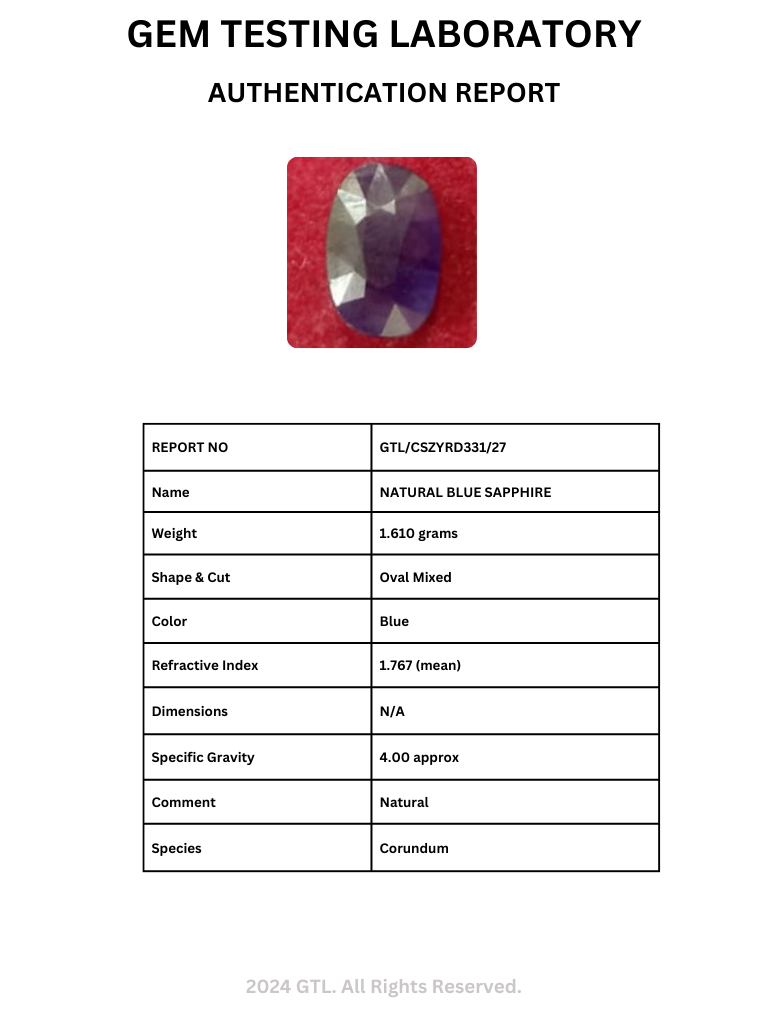 GEM TESTING LABORATORY
AUTHENTICATION REPORT
REPORT NO GTL/CSZYRD331/27
Name NATURAL BLUE SAPPHIRE
Weight 1.610 grams
Shape & Cut Oval Mixed
Color Blue
Refractive Index 1.767 (mean)
Dimensions N/A
Specific Gravity 4.00 approx
Comment Natural
Species Corundum
2024 GTL. All Rights Reserved.